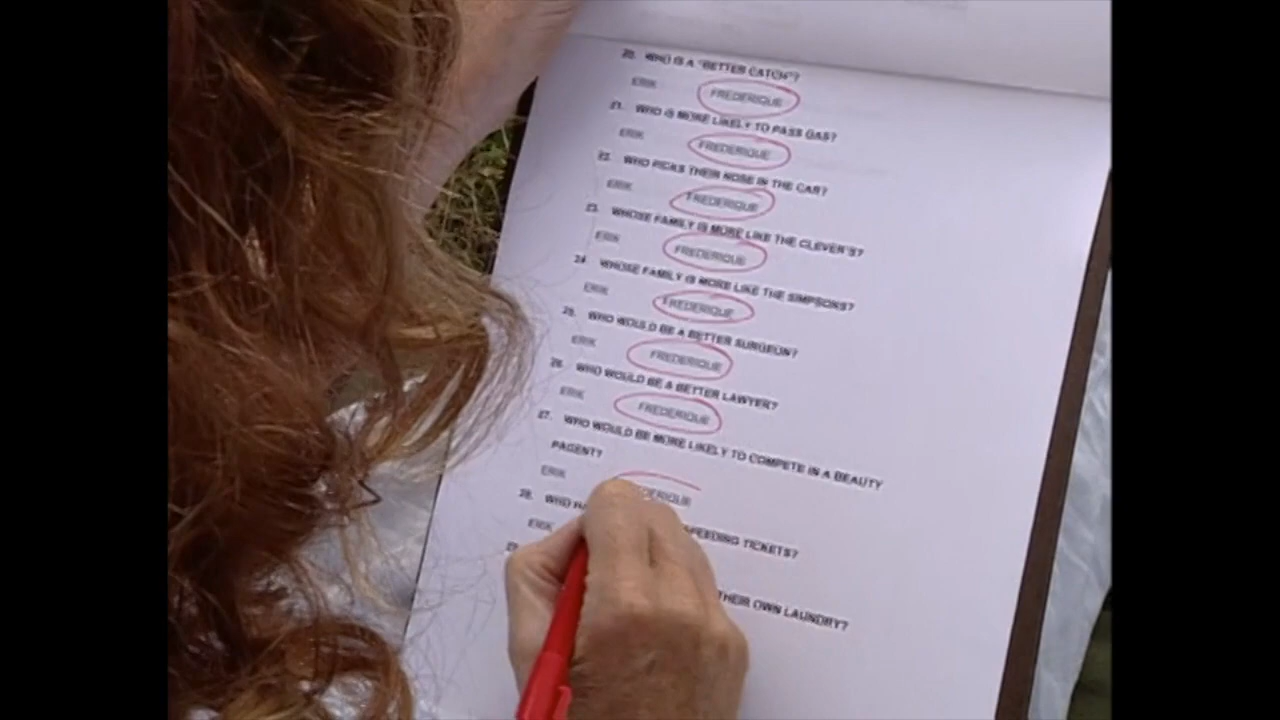 20. WHO IS A "BETTER CATCH"?
ERIK FREDERIQUE
21. WHO IS MORE LIKELY TO PASS GAS?
ERIK FREDERIQUE
22. WHO PICKS THEIR NOSE IN THE CAR?
ERIK FREDERIQUE
23. WHOSE FAMILY IS MORE LIKE THE CLEVER'S?
ERIK FREDERIQUE
24. WHOSE FAMILY IS MORE LIKE THE SIMPSONS?
ERIK FREDERIQUE
25. WHO WOULD BE A BETTER SURGEON?
ERIK FREDERIQUE
26. WHO WOULD BE A BETTER LAWYER?
ERIK FREDERIQUE
27. WHO WOULD BE MORE LIKELY TO COMPETE IN A BEAUTY
PAGENT?
ERIK FREDERIQUE
28. WHO SPEEDING TICKETS?
ERIK
THEIR OWN LAUNDRY?